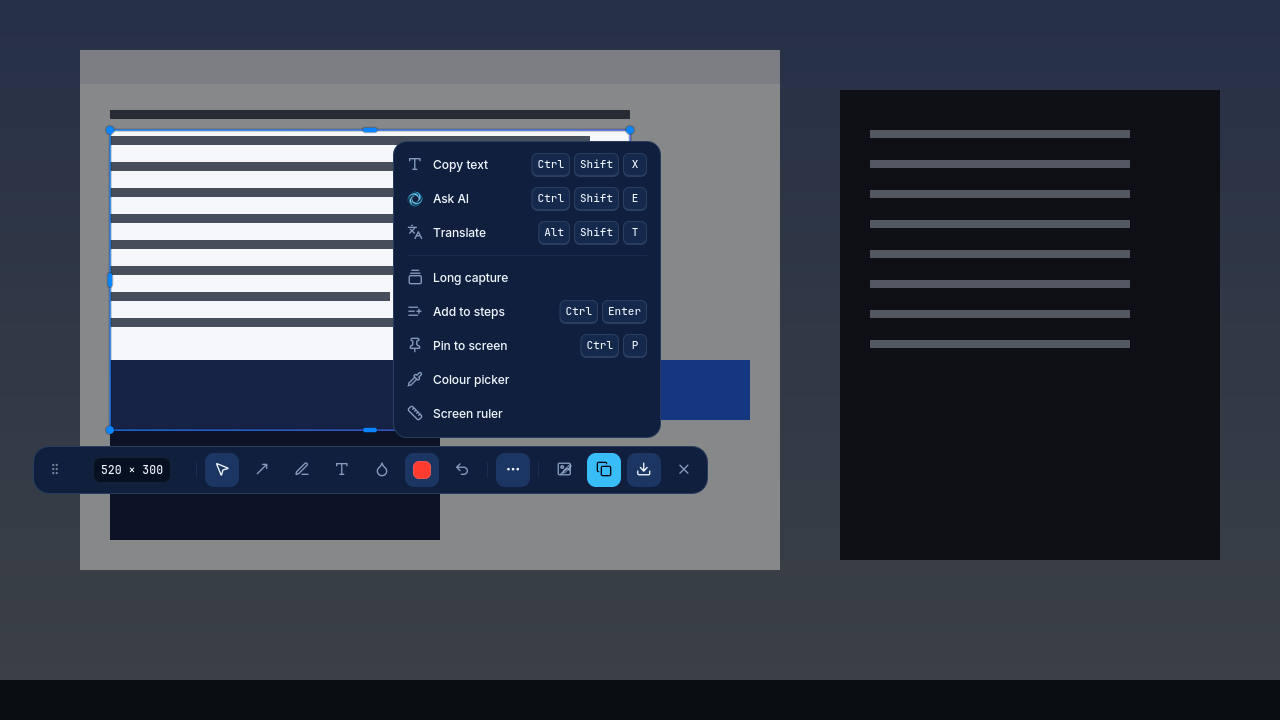 Copy text Ctrl Shift X
Ask AI Ctrl Shift E
Translate Alt Shift T
Long capture
Add to steps Ctrl Enter
Pin to screen Ctrl P
Colour picker
Screen ruler
520 × 300